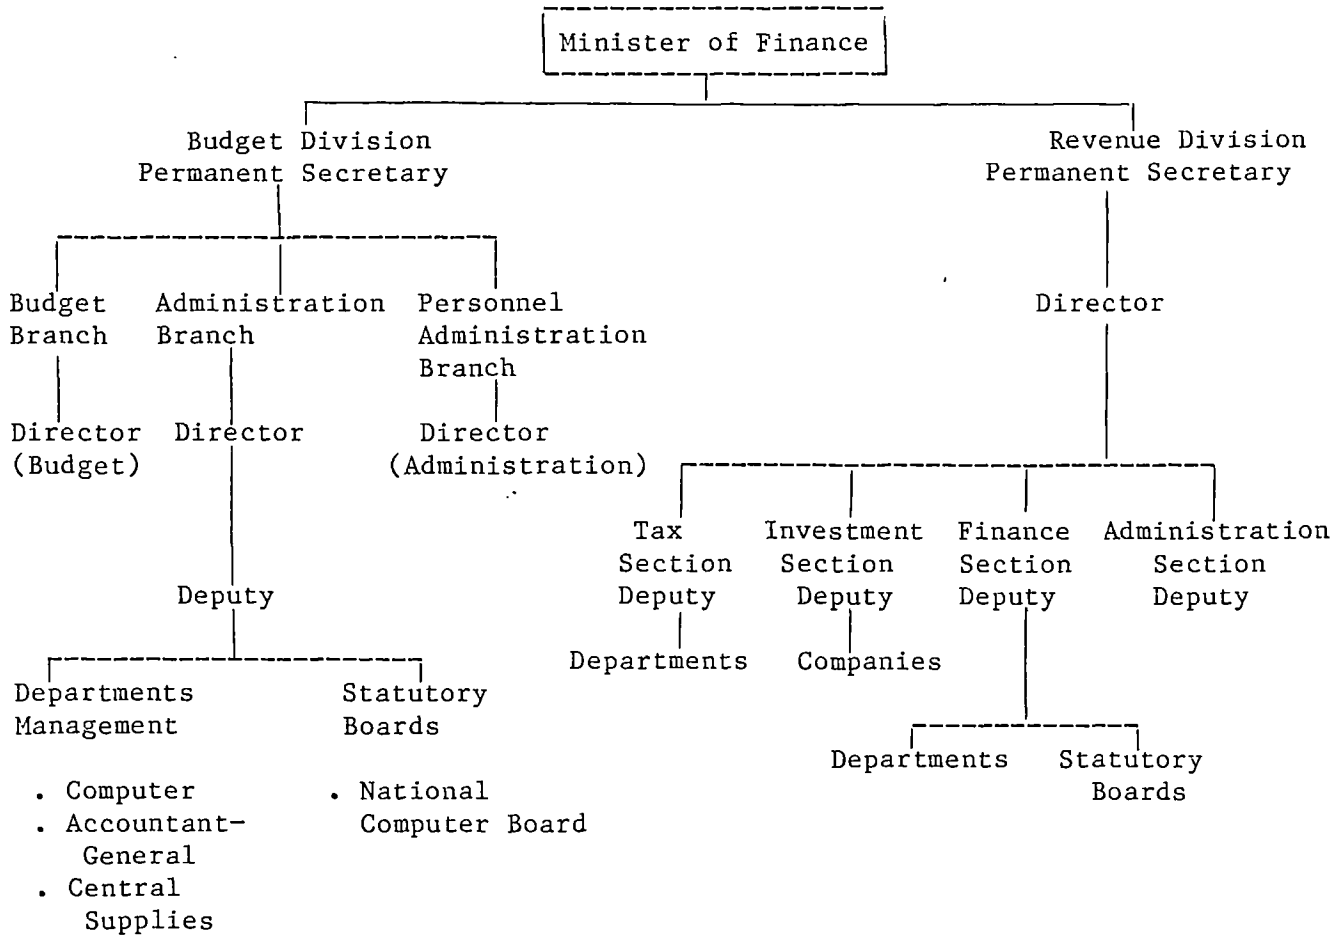 Minister of Finance
Budget Division
Permanent Secretary
Revenue Division
Permanent Secretary
Budget
Branch
Administration
Branch
Personnel
Administration
Branch
Director
Director
(Budget)
Director
Director
(Administration)
Tax
Section
Deputy
Investment
Section
Deputy
Finance
Section
Deputy
Administration
Section
Deputy
Deputy
Departments
Companies
Departments
Management
Statutory
Boards
Departments
Statutory
Boards
. Computer
. Accountant-
General
. Central
Supplies
. National
Computer Board